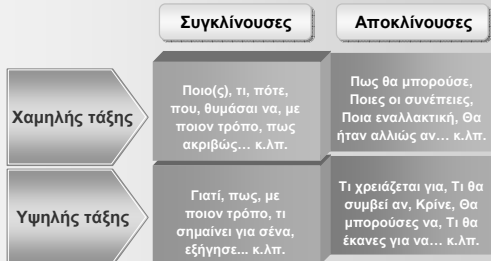 Συγκλίνουσες
Αποκλίνουσες
Χαμηλής τάξης
Ποιο(ς), τι, πότε,
που, θυμάσαι να, με
ποιον τρόπο, πως
ακριβώς... κ.λπ.
Πως θα μπορούσε,
Ποιες οι συνέπειες,
Ποια εναλλακτική, Θα
ήταν αλλιώς αν... κ.λπ.
Υψηλής τάξης
Γιατί, πως, με
ποιον τρόπο, τι
σημαίνει για σένα,
εξήγησε... κ.λπ.
Τι χρειάζεται για, Τι θα
συμβεί αν, Κρίνε, Θα
μπορούσες να, Τι θα
έκανες για να... κ.λπ.